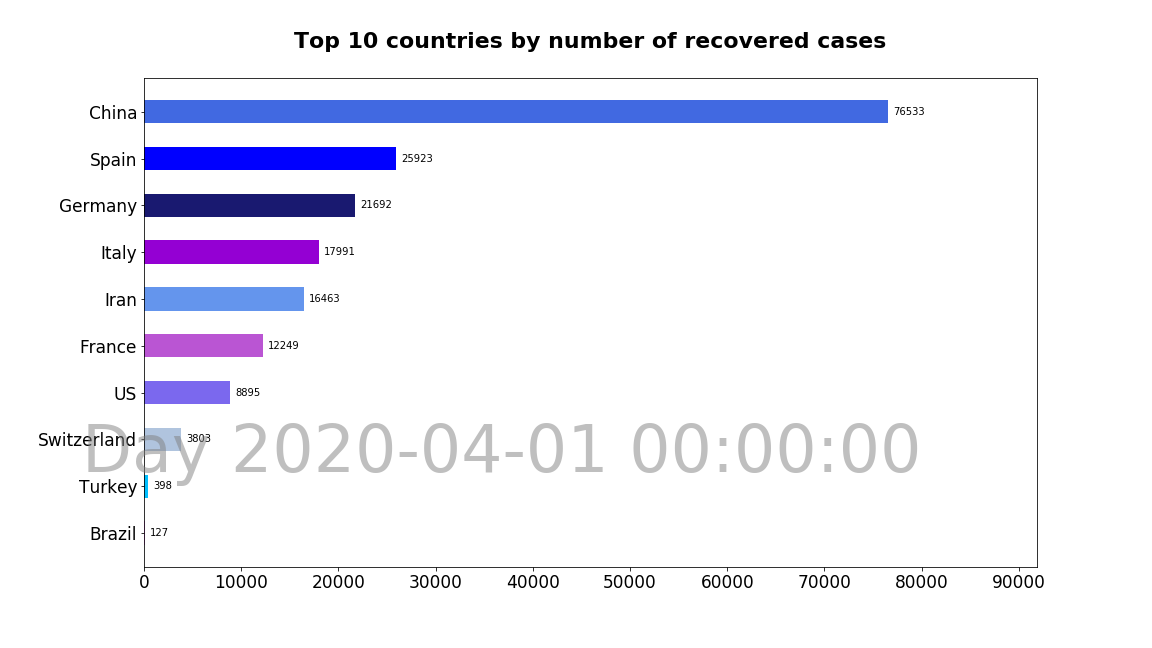 Top 10 countries by number of recovered cases
China 76533
Spain 25923
Germany 21692
Italy 17991
Iran 16463
France 12249
US 8895
Switzerland 3803
Day 2020-04-01 00:00:00
Turkey 398
Brazil 127
0 10000 20000 30000 40000 50000 60000 70000 80000 90000